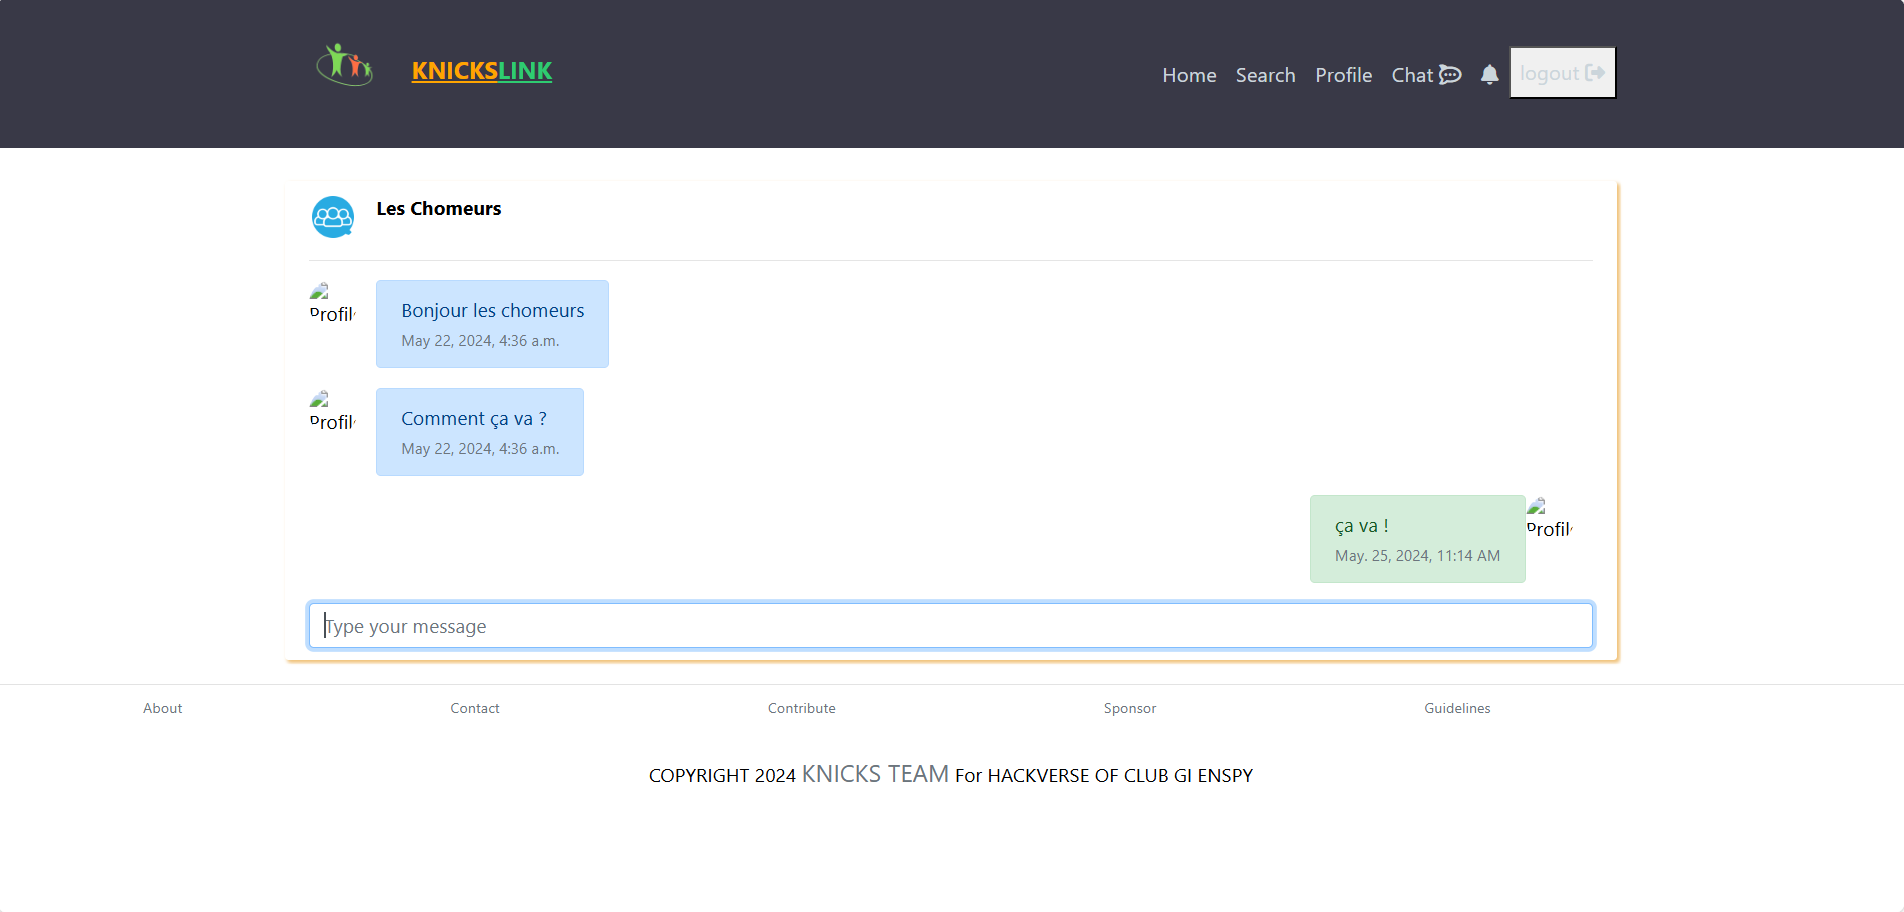 KNICKSLINK
Home Search Profile Chat logout
Les Chomeurs
Profil
Bonjour les chomeurs
May 22, 2024, 4:36 a.m.
Profil
Comment ça va ?
May 22, 2024, 4:36 a.m.
ça va !
May. 25, 2024, 11:14 AM
Profil
Type your message
About Contact Contribute Sponsor Guidelines
COPYRIGHT 2024 KNICKS TEAM For HACKVERSE OF CLUB GI ENSPY